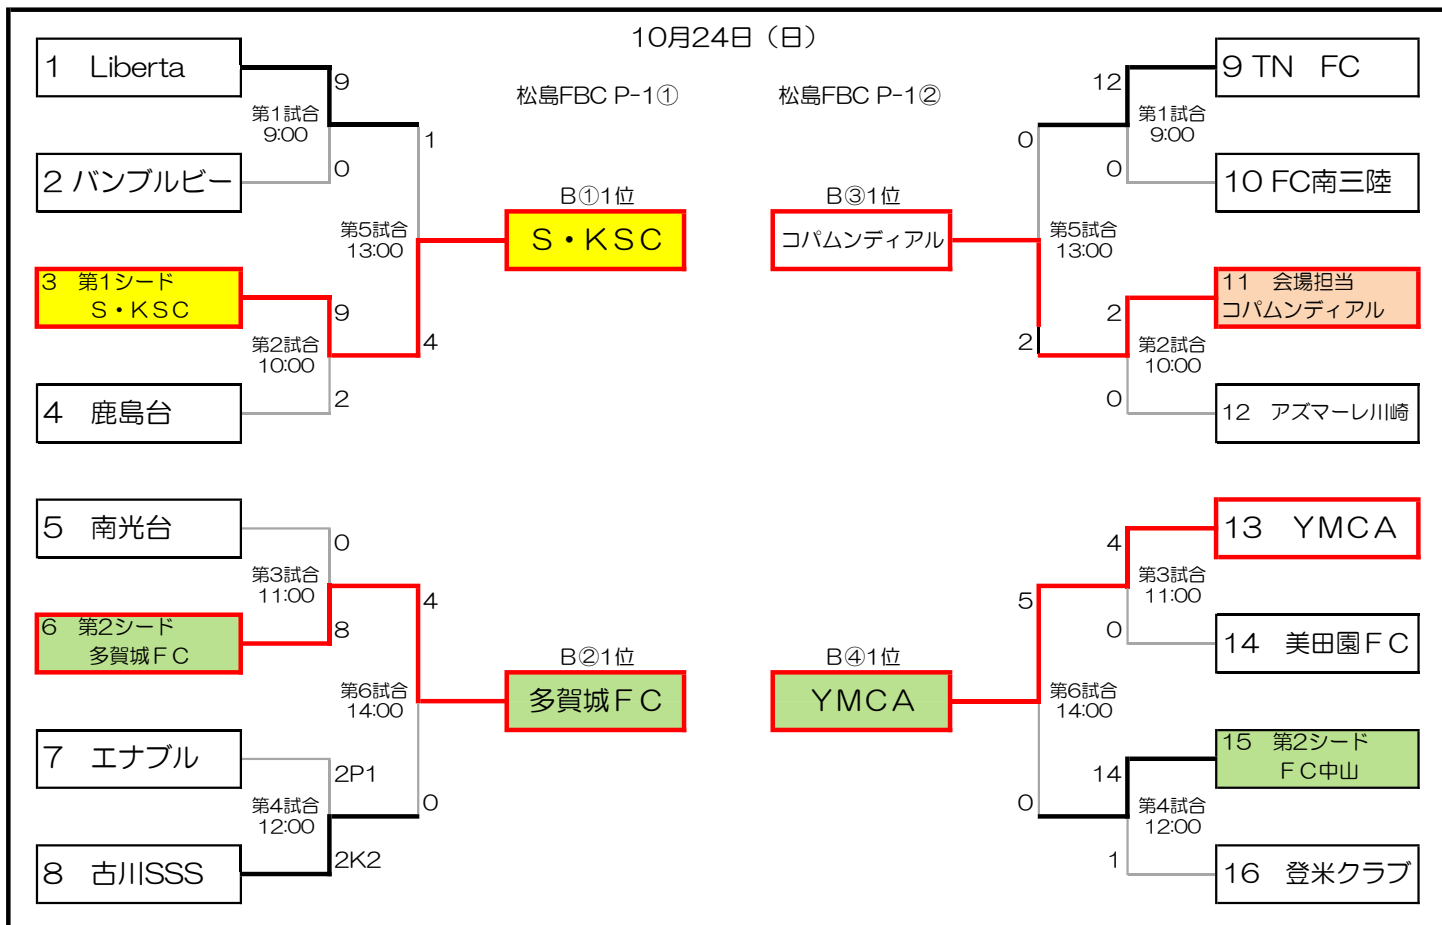 10月24日（日）
松島FBC P-1①
松島FBC P-1②
1 Liberta
9
第1試合
9:00
2 バンブルビー
0
1
B①1位
S・KSC
第5試合
13:00
3 第1シード
S・KSC
9
4
第2試合
10:00
4 鹿島台
2
5 南光台
0
第3試合
11:00
4
6 第2シード
多賀城FC
8
B②1位
多賀城FC
第6試合
14:00
7 エナブル
2P1
0
第4試合
12:00
8 古川SSS
2K2
9 TN FC
12
第1試合
9:00
0
10 FC南三陸
0
B③1位
コパムンディアル
第5試合
13:00
11 会場担当
コパムンディアル
2
2
第2試合
10:00
0
12 アズマーレ川崎
13 YMCA
4
第3試合
11:00
5
0
14 美田園FC
B④1位
YMCA
第6試合
14:00
15 第2シード
FC中山
14
0
第4試合
12:00
1
16 登米クラブ